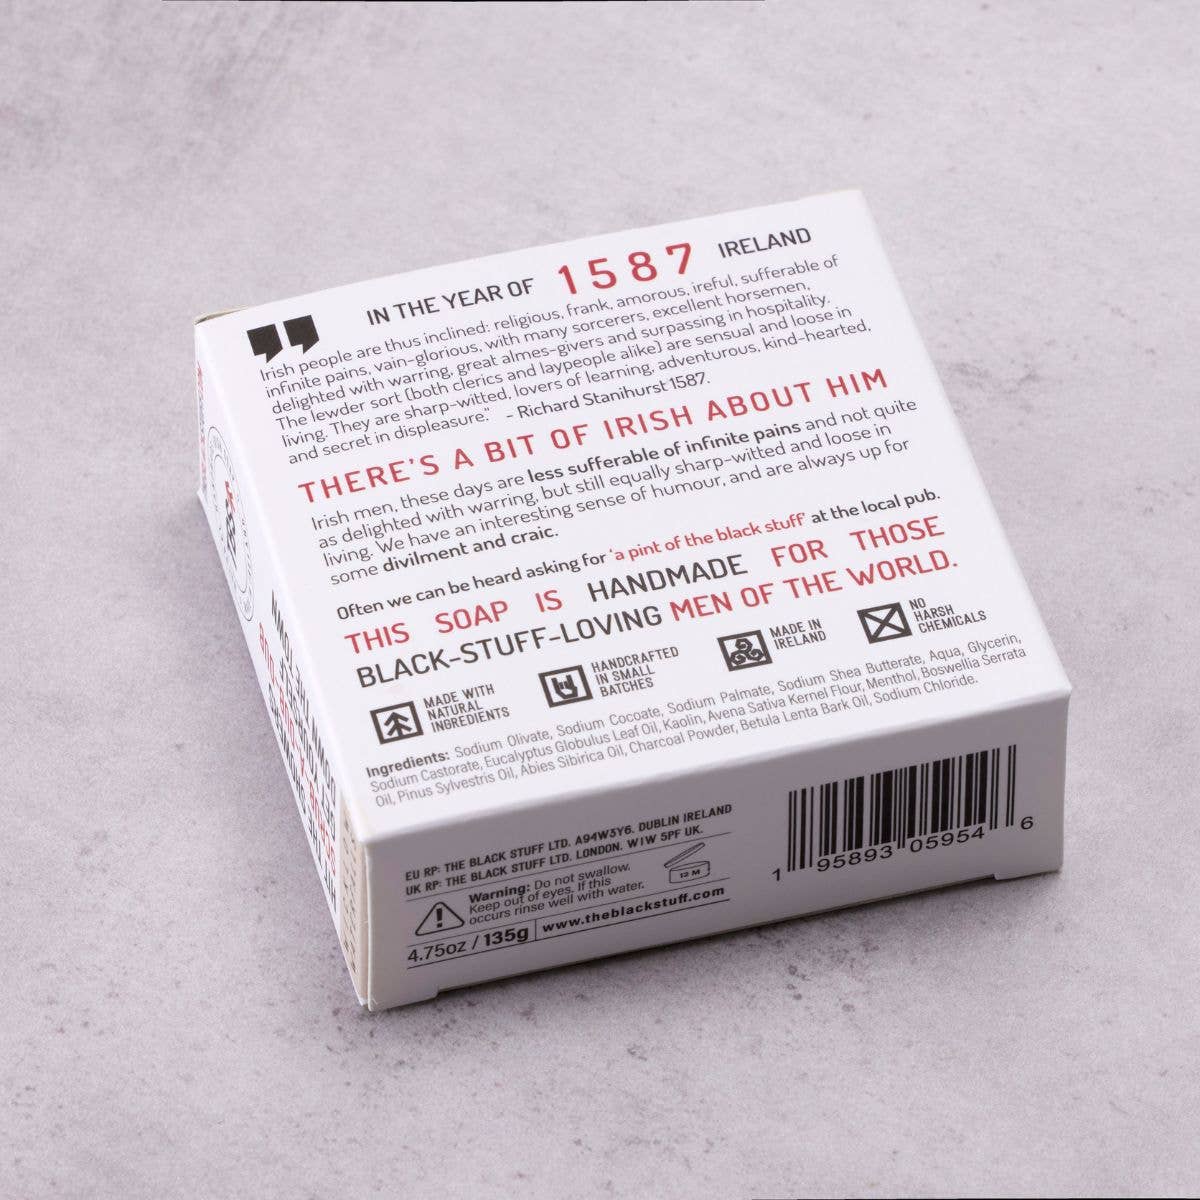 IN THE YEAR OF 1587 IRELAND
Irish people are thus inclined: religious, frank, amorous, ireful, sufferable of
infinite pains, vain-glorious, with many sorcerers, excellent horsemen,
delighted with warring, great almes-givers and surpassing in hospitality.
The lewder sort (both clerics and laypeople alike) are sensual and loose in
living. They are sharp-witted, lovers of learning, adventurous, kind-hearted,
and secret in displeasure." - Richard Stanihurst 1587.
THERE'S A BIT OF IRISH ABOUT HIM
Irish men, these days are less sufferable of infinite pains and not quite
as delighted with warring, but still equally sharp-witted and loose in
living. We have an interesting sense of humour, and are always up for
some divilment and craic.
Often we can be heard asking for 'a pint of the black stuff' at the local pub.
THIS SOAP IS HANDMADE FOR THOSE
BLACK-STUFF-LOVING MEN OF THE WORLD.
MADE WITH
NATURAL
INGREDIENTS
HANDCRAFTED
IN SMALL
BATCHES
MADE IN
IRELAND
NO
HARSH
CHEMICALS
Ingredients: Sodium Olivate, Sodium Cocoate, Sodium Palmate, Sodium Shea Butterate, Aqua, Glycerin,
Sodium Castorate, Eucalyptus Globulus Leaf Oil, Kaolin, Avena Sativa Kernel Flour, Menthol, Boswellia Serrata
Oil, Pinus Sylvestris Oil, Abies Sibirica Oil, Charcoal Powder, Betula Lenta Bark Oil, Sodium Chloride.
EU RP: THE BLACK STUFF LTD. A94W3Y6. DUBLIN IRELAND
UK RP: THE BLACK STUFF LTD. LONDON. W1W 5PF UK.
Warning: Do not swallow.
Keep out of eyes. If this
occurs rinse well with water.
12 M
4.75oz / 135g www.theblackstuff.com
1 95893 05954 6